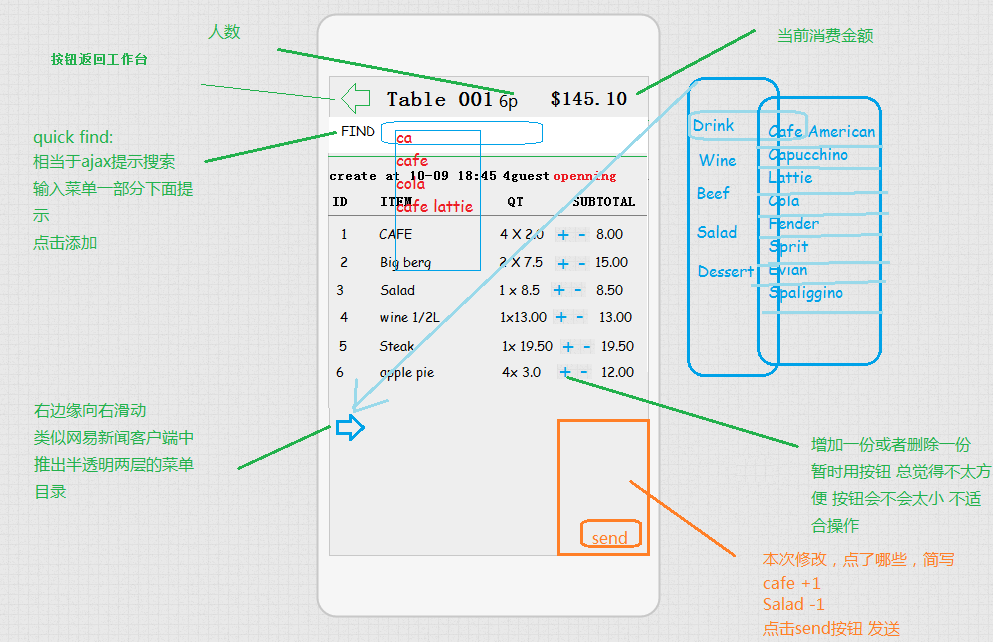 人数
当前消费金额
按钮返回工作台
Table 001 6p $145.10
quick find:
相当于ajax提示搜索
输入菜单一部分下面提
示
点击添加
FIND
ca
cafe
cola
cafe lattie
create at 10-09 18:45 4guest openning
ID ITEM QT SUBTOTAL
1 CAFE 4 X 2.0 + - 8.00
2 Big berg 2 X 7.5 + - 15.00
3 Salad 1 x 8.5 + - 8.50
4 wine 1/2L 1x13.00 + - 13.00
5 Steak 1x 19.50 + - 19.50
6 apple pie 4x 3.0 + - 12.00
Drink
Wine
Beef
Salad
Dessert
Cafe American
Capucchino
Lattie
Cola
Fender
Sprit
Evian
Spaliggino
右边缘向右滑动
类似网易新闻客户端中
推出半透明两层的菜单
目录
增加一份或者删除一份
暂时用按钮 总觉得不太方
便 按钮会不会太小 不适
合操作
send
本次修改，点了哪些，简写
cafe +1
Salad -1
点击send按钮 发送